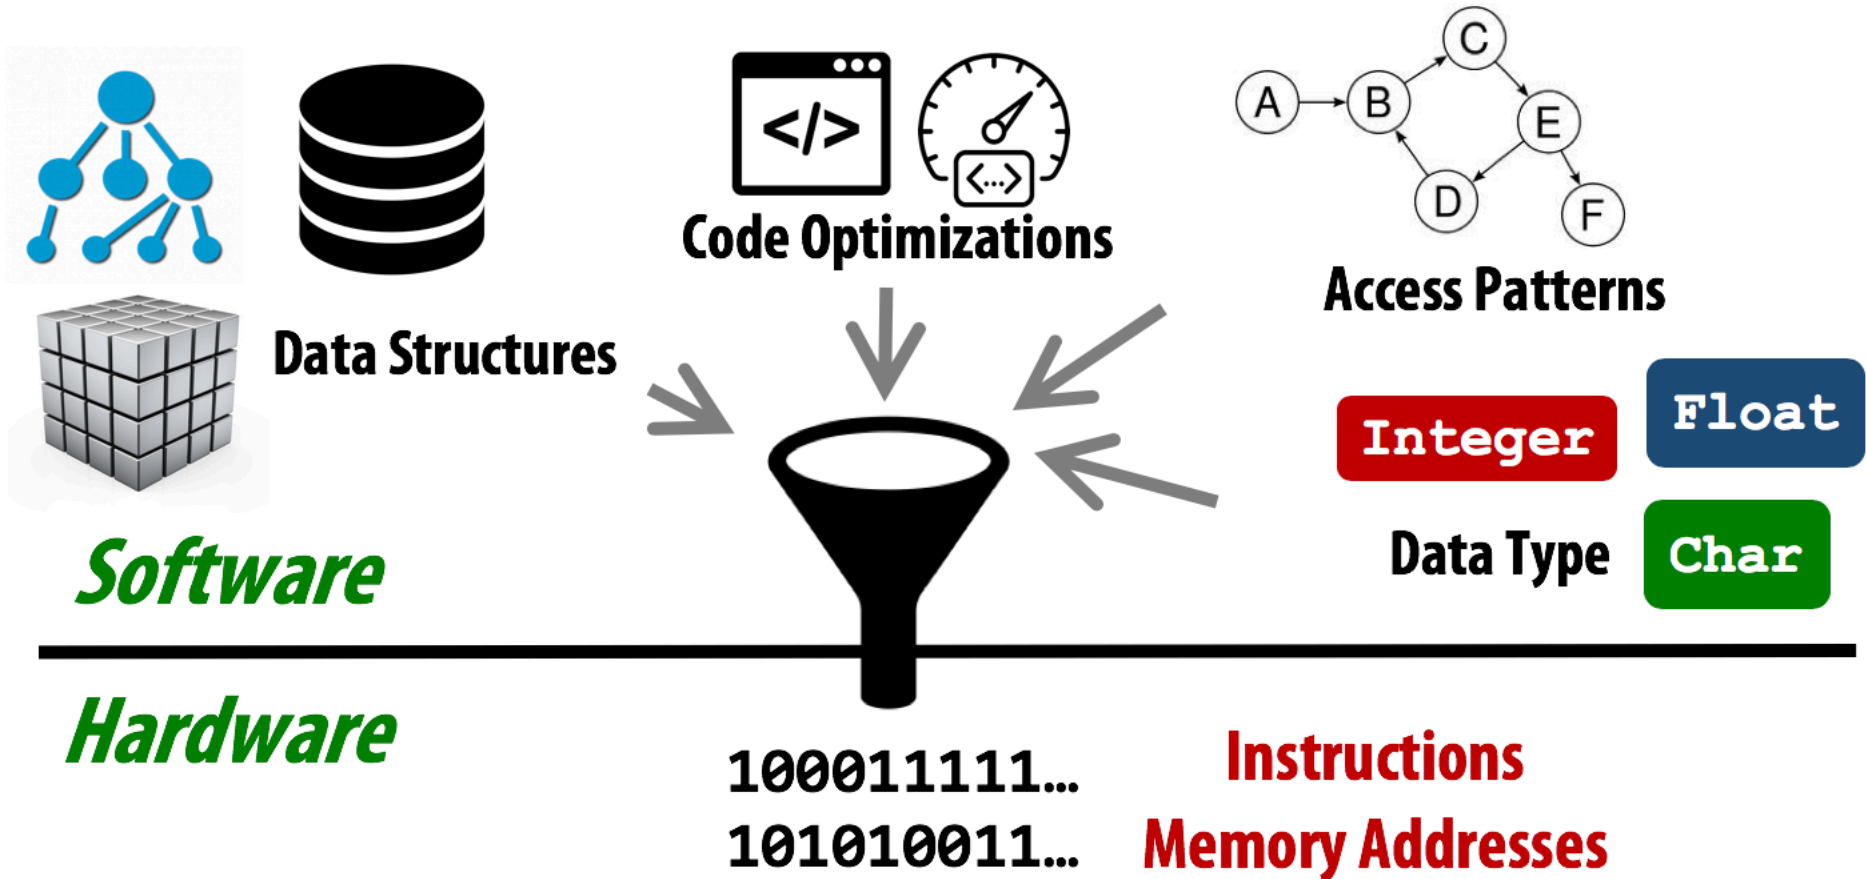 </>
<...>
Code Optimizations
A
B
C
D
E
F
Access Patterns
Data Structures
Integer
Float
Data Type
Char
Software
Hardware
100011111...
Instructions
101010011...
Memory Addresses